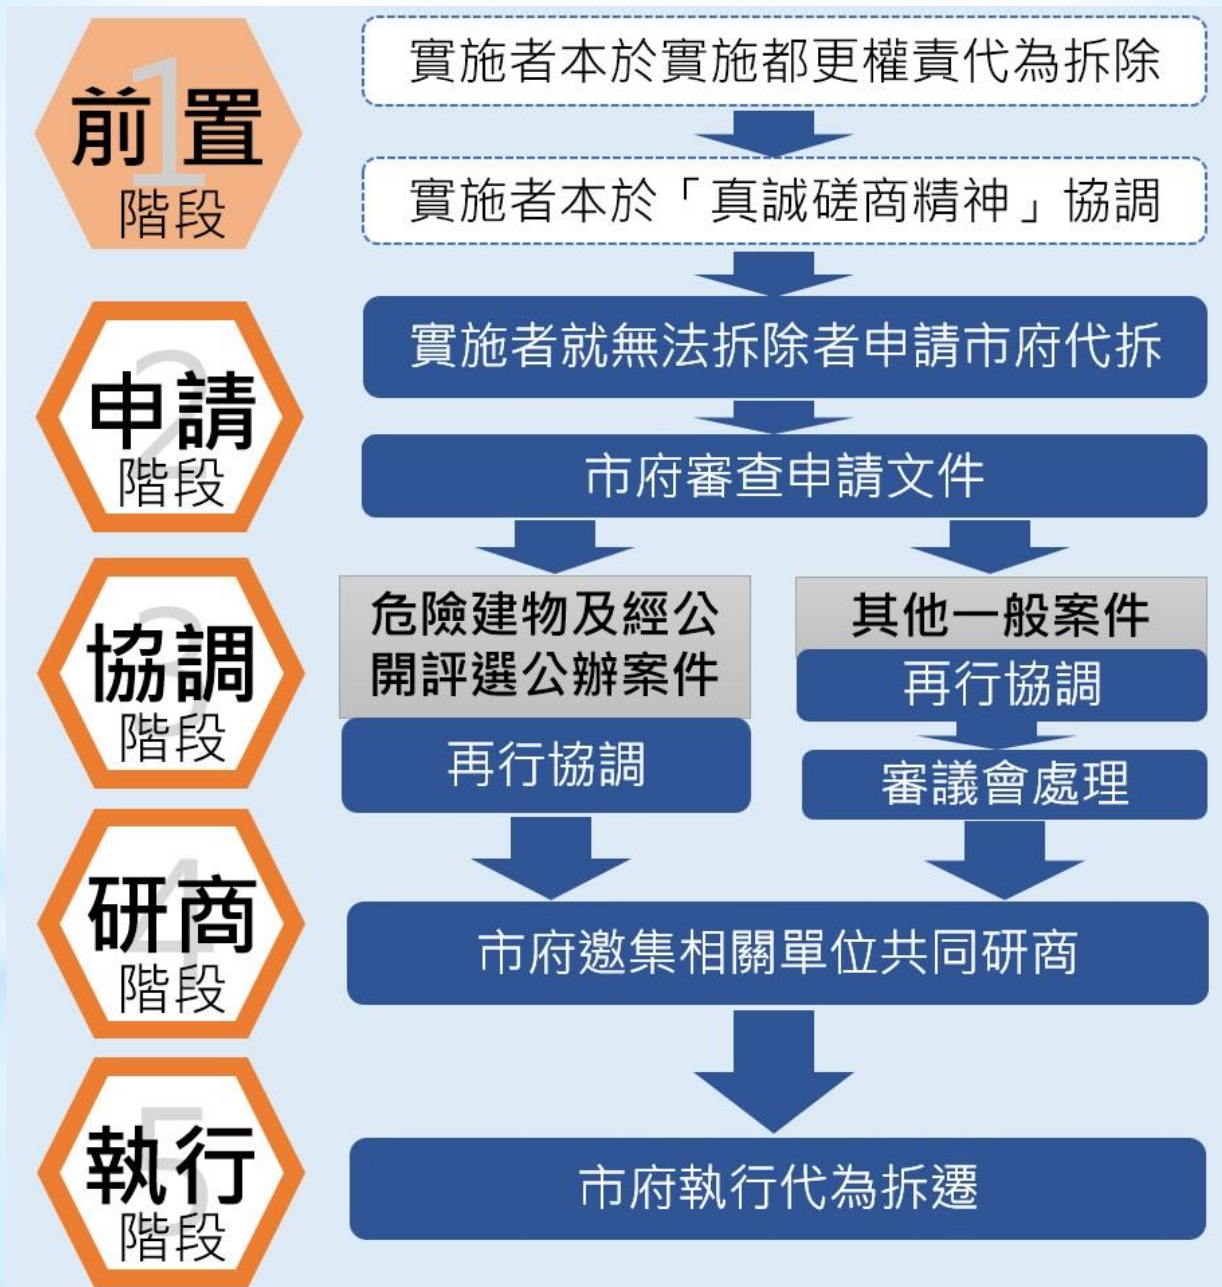 1
前置
階段
實施者本於實施都更權責代為拆除
實施者本於「真誠磋商精神」協調
2
申請
階段
實施者就無法拆除者申請市府代拆
市府審查申請文件
3
協調
階段
危險建物及經公
開評選公辦案件
再行協調
其他一般案件
再行協調
審議會處理
4
研商
階段
市府邀集相關單位共同研商
5
執行
階段
市府執行代為拆遷